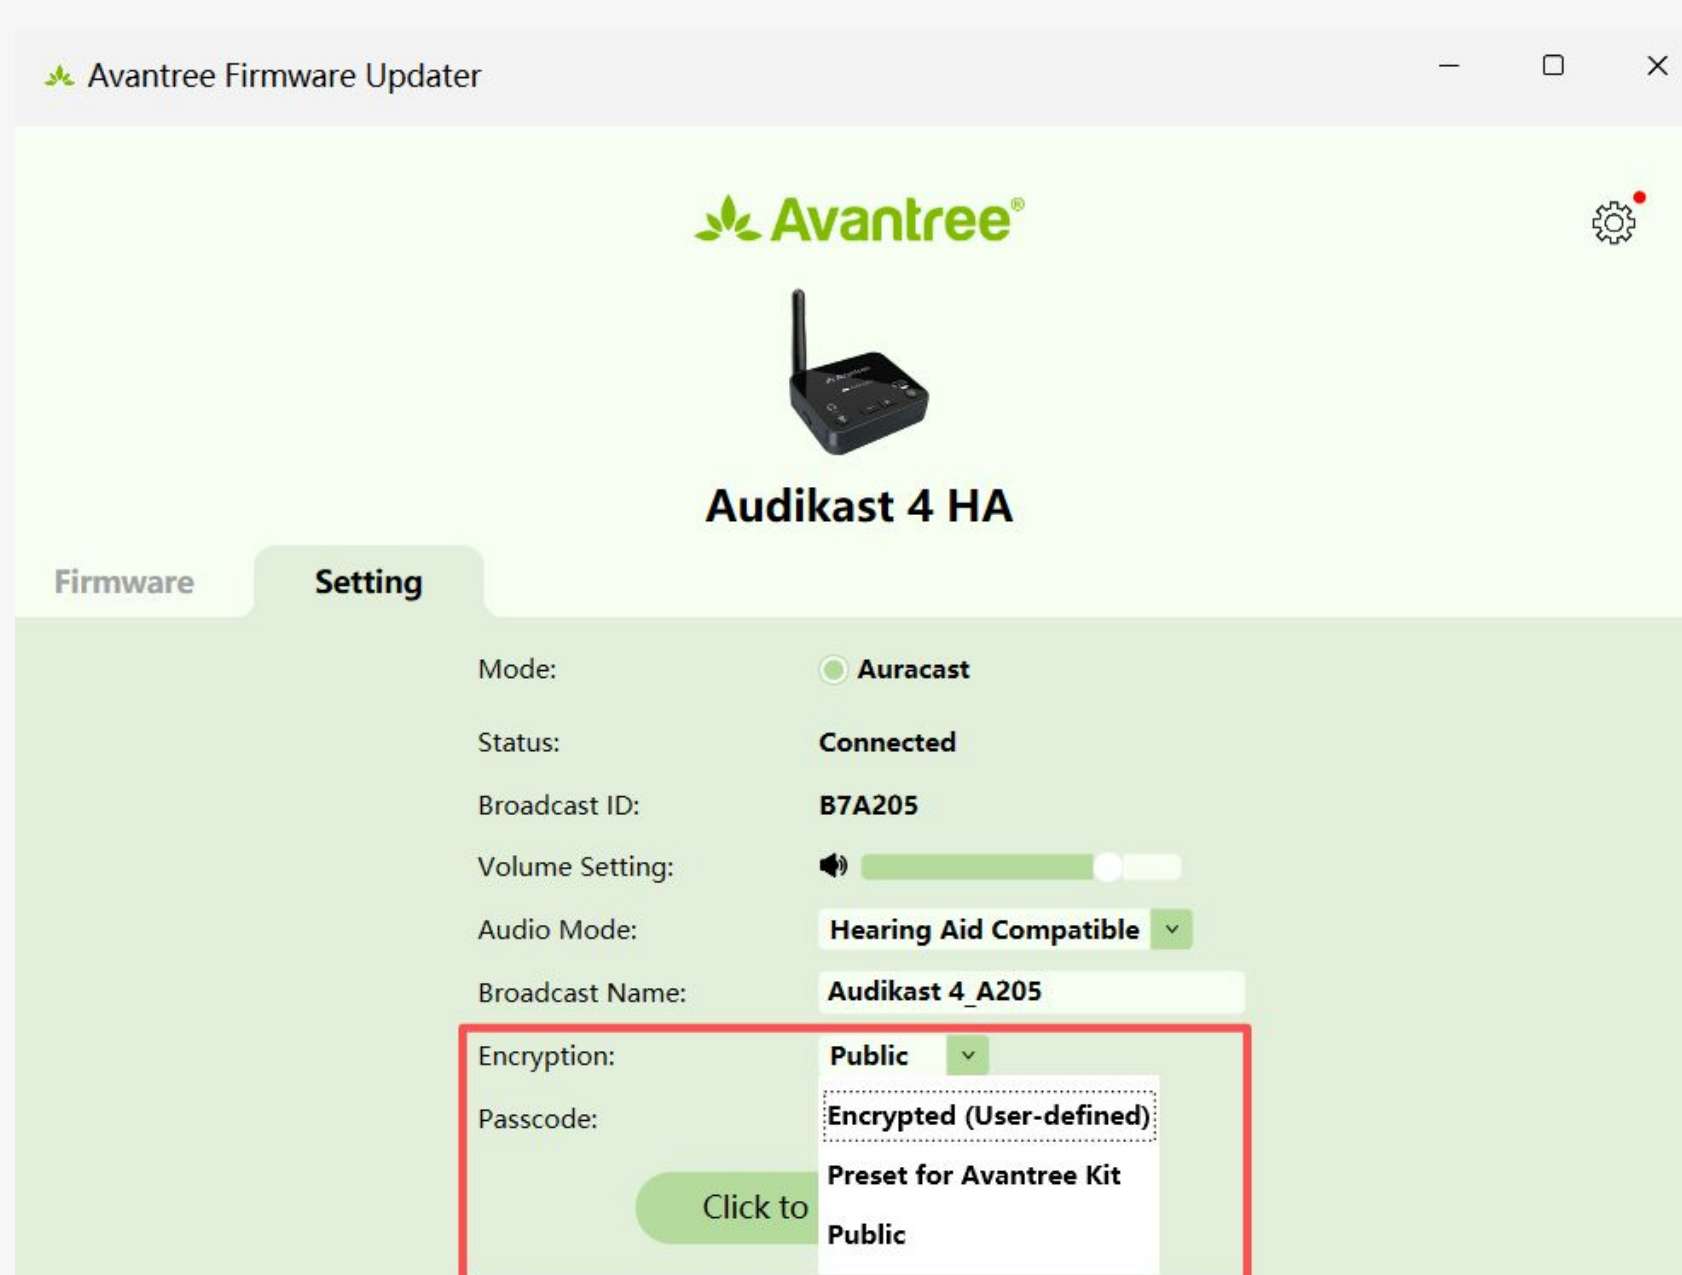 Avantree Firmware Updater
Avantree®
Audikast 4 HA
Firmware
Setting
Mode: Auracast
Status: Connected
Broadcast ID: B7A205
Volume Setting:
Audio Mode: Hearing Aid Compatible
Broadcast Name: Audikast 4_A205
Encryption: Public
Passcode: Encrypted (User-defined)
Preset for Avantree Kit
Click to
Public